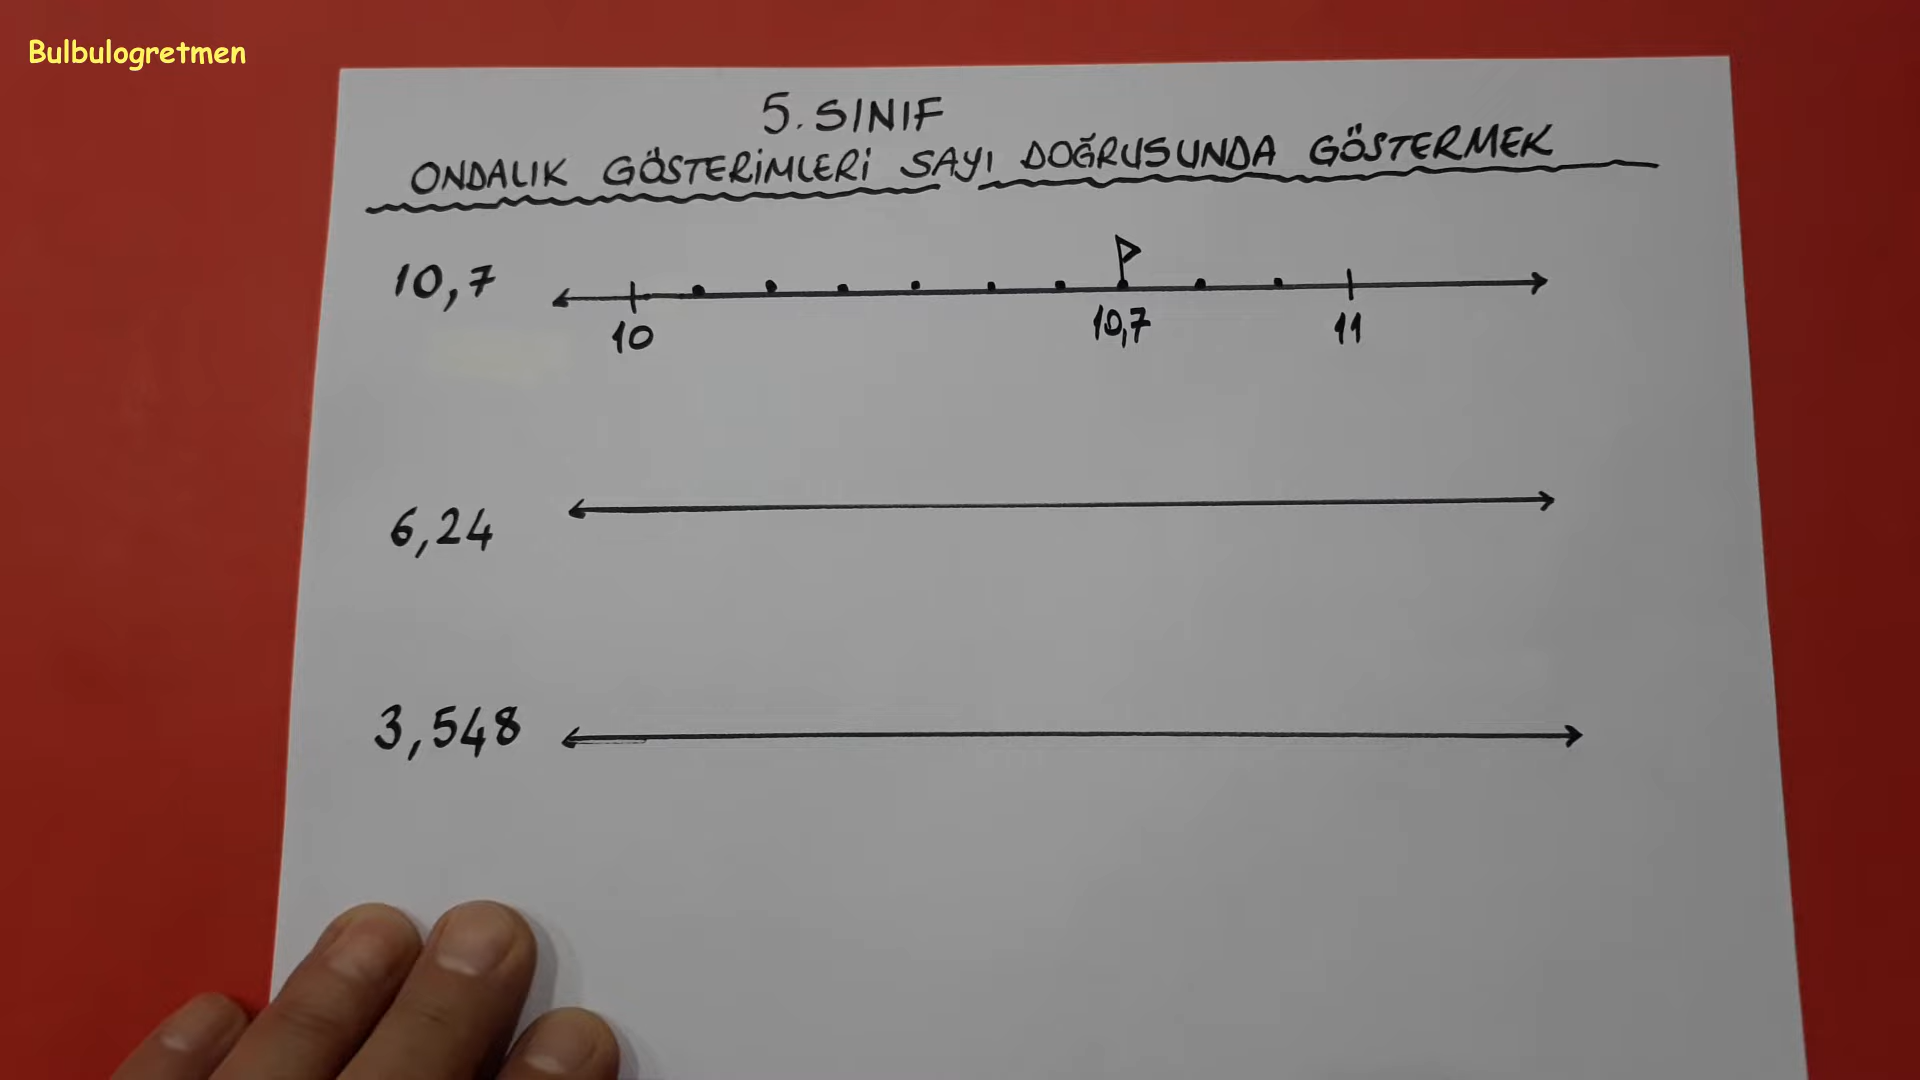 Bulbulogretmen
5. SINIF
ONDALIK GÖSTERİMLERİ SAYI DOĞRUSUNDA GÖSTERMEK
10,7
10 10,7 11
6,24
3,548